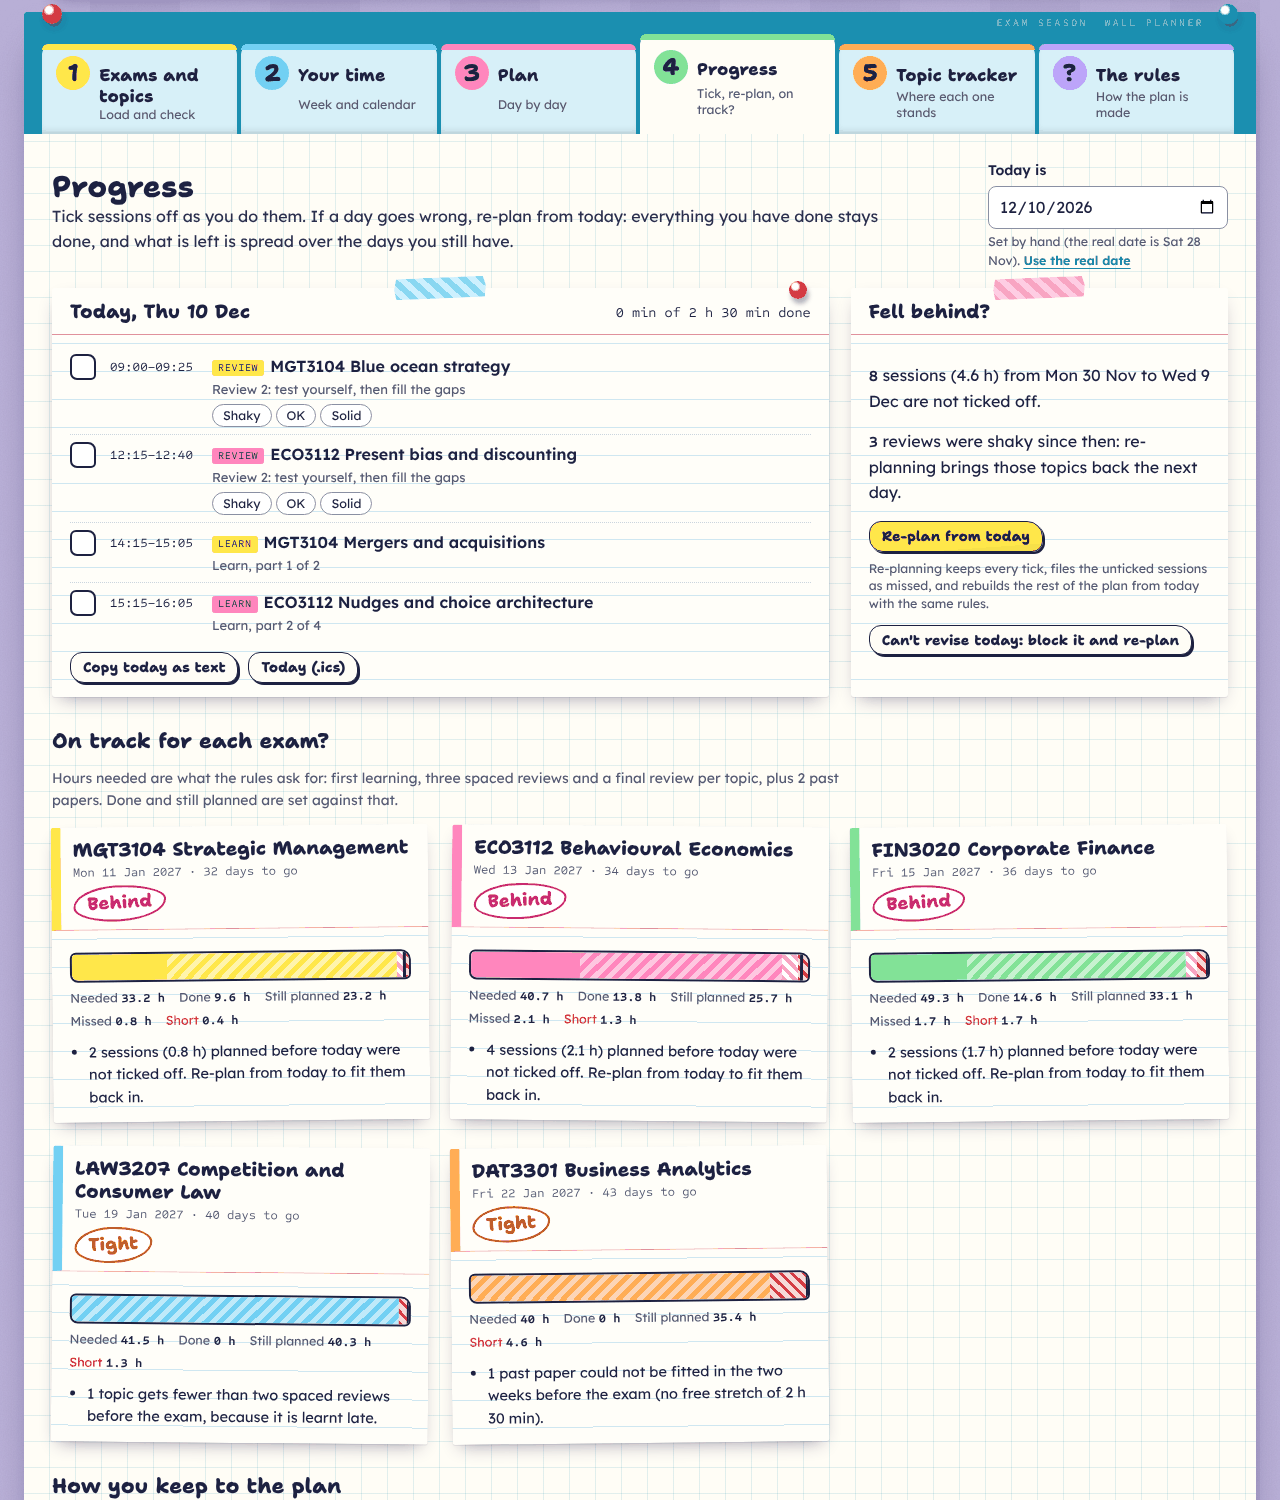 EXAM SEASON WALL PLANNER
1 Exams and topics
Load and check
2 Your time
Week and calendar
3 Plan
Day by day
4 Progress
Tick, re-plan, on track?
5 Topic tracker
Where each one stands
? The rules
How the plan is made
Progress
Tick sessions off as you do them. If a day goes wrong, re-plan from today: everything you have done stays
done, and what is left is spread over the days you still have.
Today is
12/10/2026
Set by hand (the real date is Sat 28
Nov). Use the real date
Today, Thu 10 Dec
0 min of 2 h 30 min done
09:00–09:25 REVIEW MGT3104 Blue ocean strategy
Review 2: test yourself, then fill the gaps
Shaky OK Solid
12:15–12:40 REVIEW ECO3112 Present bias and discounting
Review 2: test yourself, then fill the gaps
Shaky OK Solid
14:15–15:05 LEARN MGT3104 Mergers and acquisitions
Learn, part 1 of 2
15:15–16:05 LEARN ECO3112 Nudges and choice architecture
Learn, part 2 of 4
Copy today as text Today (.ics)
Fell behind?
8 sessions (4.6 h) from Mon 30 Nov to Wed 9
Dec are not ticked off.
3 reviews were shaky since then: re-
planning brings those topics back the next
day.
Re-plan from today
Re-planning keeps every tick, files the unticked sessions
as missed, and rebuilds the rest of the plan from today
with the same rules.
Can't revise today: block it and re-plan
On track for each exam?
Hours needed are what the rules ask for: first learning, three spaced reviews and a final review per topic, plus 2 past
papers. Done and still planned are set against that.
MGT3104 Strategic Management
Mon 11 Jan 2027 · 32 days to go
Behind
Needed 33.2 h Done 9.6 h Still planned 23.2 h
Missed 0.8 h Short 0.4 h
• 2 sessions (0.8 h) planned before today were
not ticked off. Re-plan from today to fit them
back in.
ECO3112 Behavioural Economics
Wed 13 Jan 2027 · 34 days to go
Behind
Needed 40.7 h Done 13.8 h Still planned 25.7 h
Missed 2.1 h Short 1.3 h
• 4 sessions (2.1 h) planned before today were
not ticked off. Re-plan from today to fit them
back in.
FIN3020 Corporate Finance
Fri 15 Jan 2027 · 36 days to go
Behind
Needed 49.3 h Done 14.6 h Still planned 33.1 h
Missed 1.7 h Short 1.7 h
• 2 sessions (1.7 h) planned before today were
not ticked off. Re-plan from today to fit them
back in.
LAW3207 Competition and
Consumer Law
Tue 19 Jan 2027 · 40 days to go
Tight
Needed 41.5 h Done 0 h Still planned 40.3 h
Short 1.3 h
• 1 topic gets fewer than two spaced reviews
before the exam, because it is learnt late.
DAT3301 Business Analytics
Fri 22 Jan 2027 · 43 days to go
Tight
Needed 40 h Done 0 h Still planned 35.4 h
Short 4.6 h
• 1 past paper could not be fitted in the two
weeks before the exam (no free stretch of 2 h
30 min).
How you keep to the plan